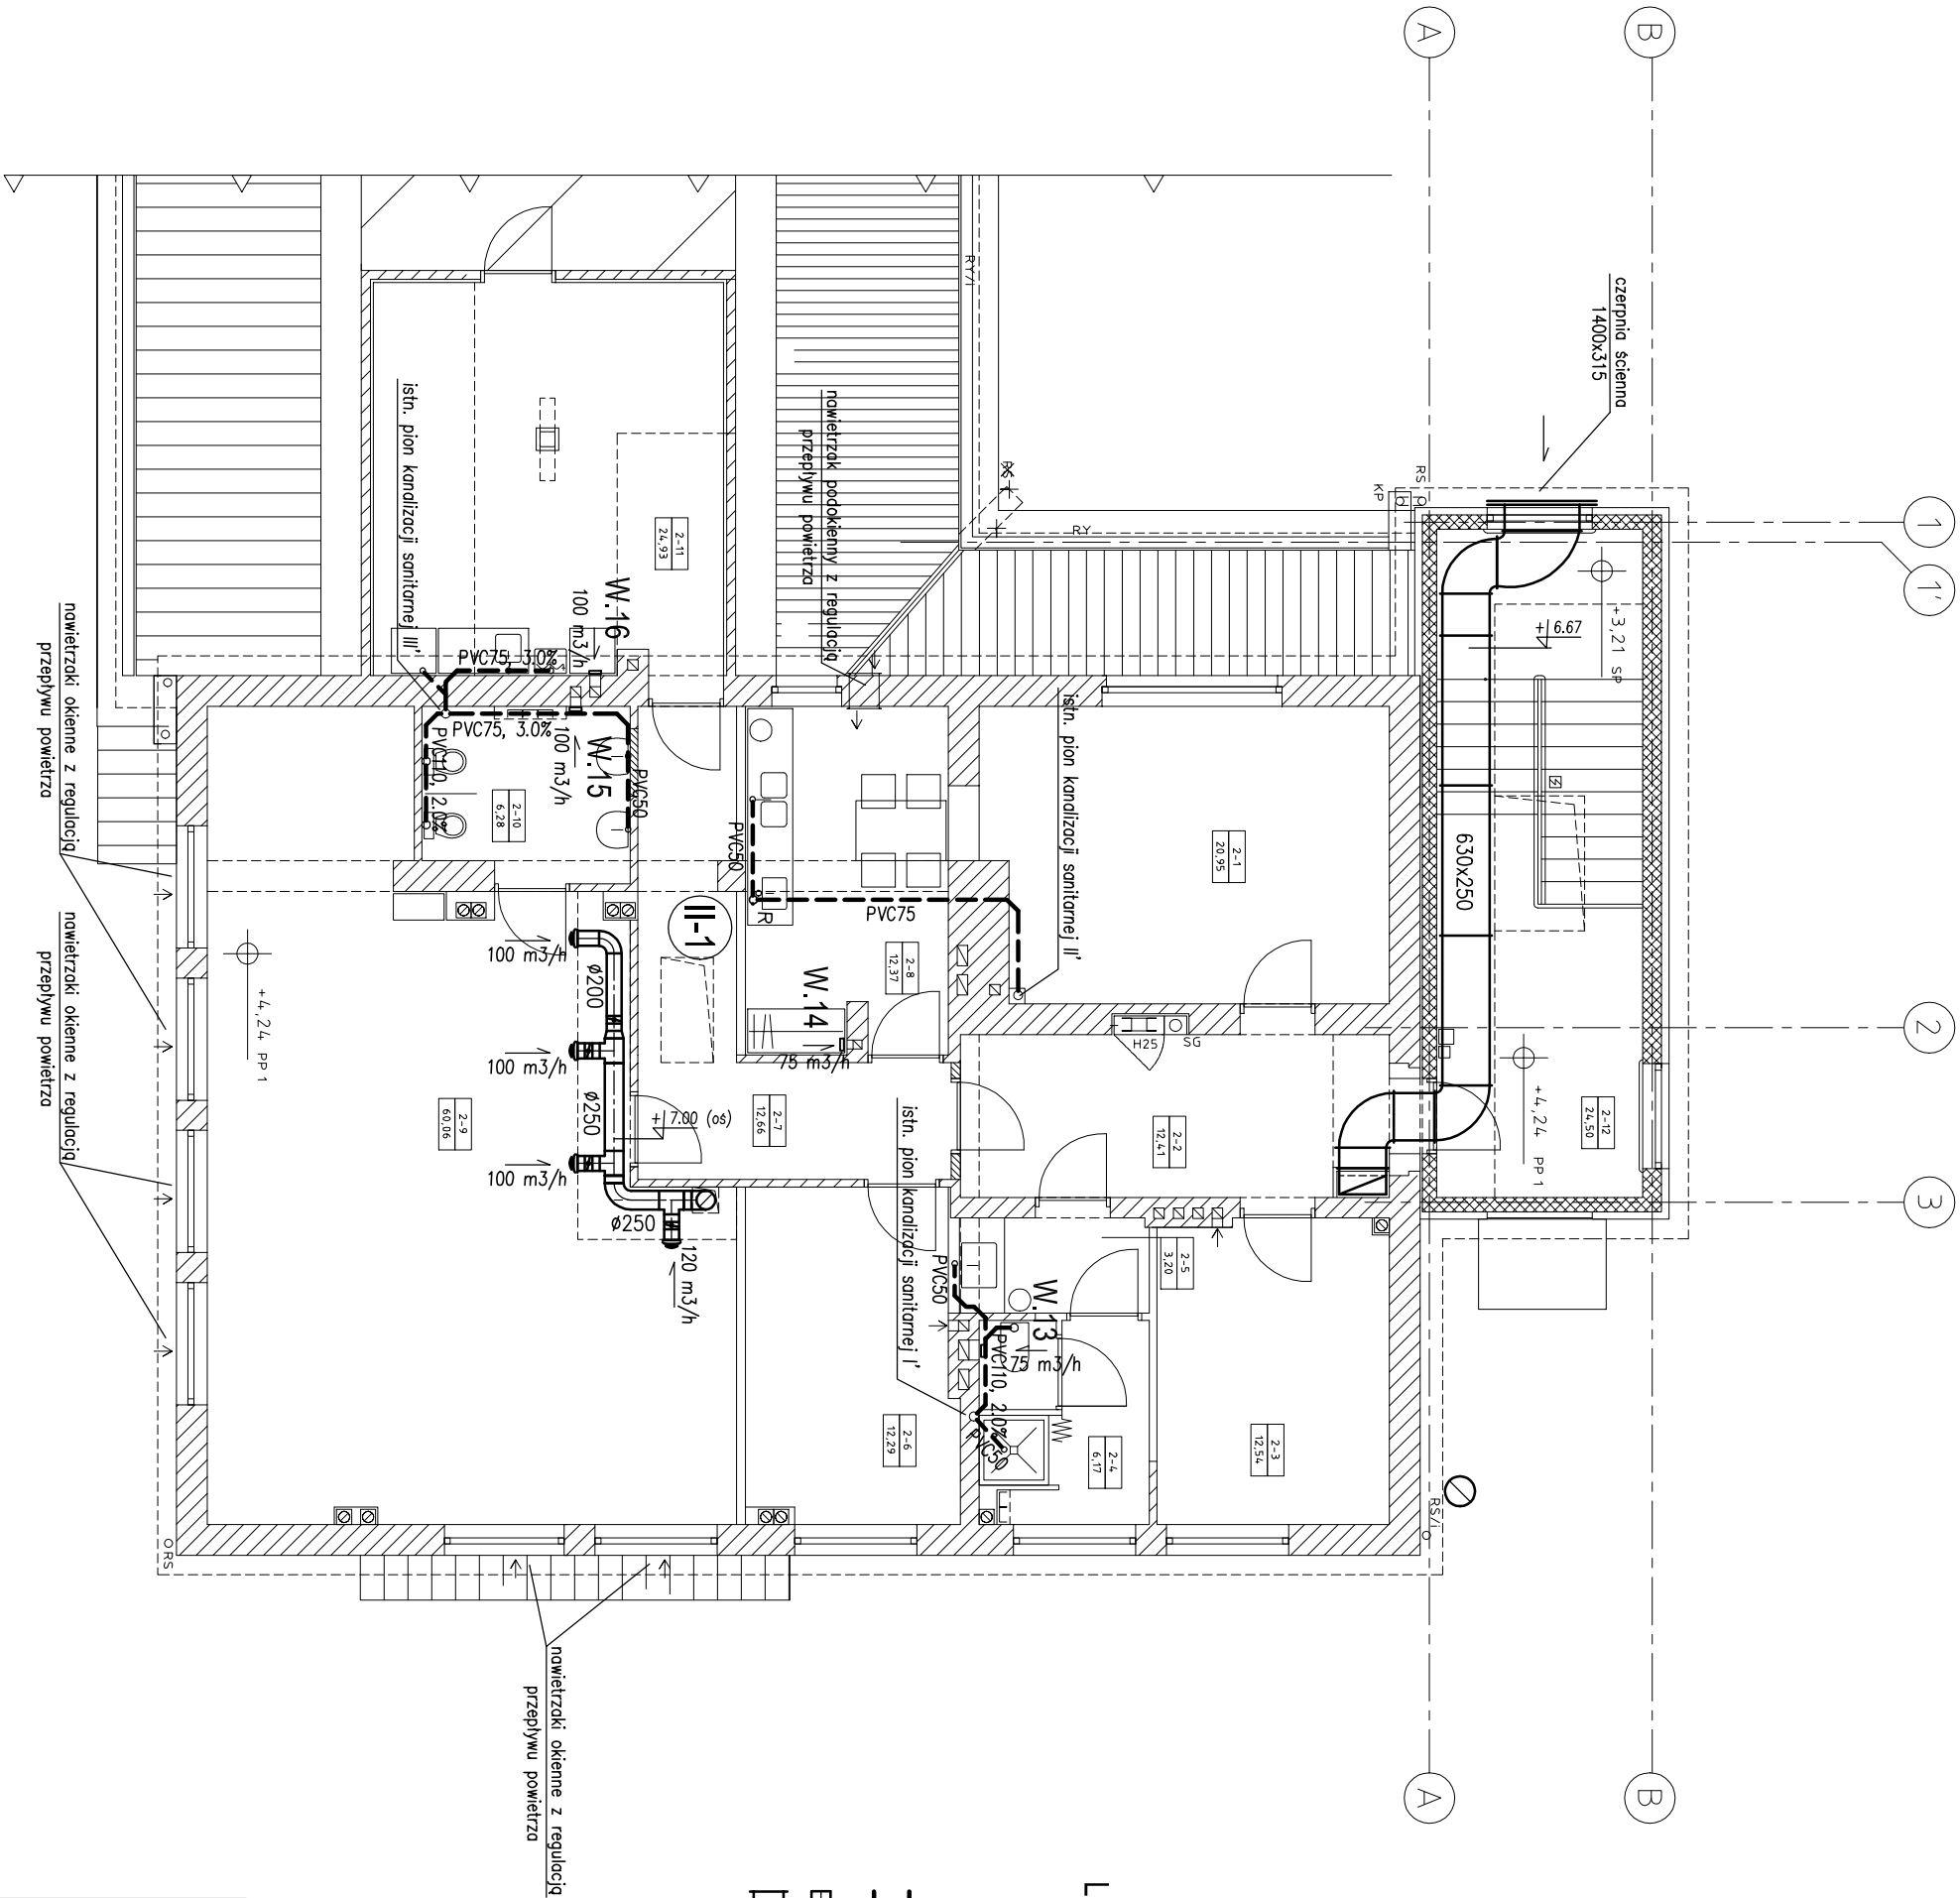 A
B
1
1'
2
3
A
B
czerpnia ścienna
1400x315
RS
KP
RS
RY/i
RY
+3,21 SP
+ 6.67
630x250
+4,24 PP1
2-12
24,50
2-11
24,93
istn. pion kanalizacji sanitarnej III'
nawietrzak podokienny z regulacją
przepływu powietrza
W.16
100 m3/h
PVC75, 3.0%
PVC75, 3.0%
100 m3/h
W.15
PVC50
PVC110, 2.0%
2-10
6,28
PVC50
R
PVC75
istn. pion kanalizacji sanitarnej II'
2-1
20,95
nawietrzaki okienne z regulacją
przepływu powietrza
nawietrzaki okienne z regulacją
przepływu powietrza
+4,24 PP1
II-1
2-8
12,37
W.14
75 m3/h
100 m3/h
ø200
100 m3/h
ø250
100 m3/h
ø250
120 m3/h
+ 7.00 (oś)
2-9
60,06
2-7
12,66
H25
SG
2-2
12,41
istn. pion kanalizacji sanitarnej I'
PVC50
W.13
75 m3/h
PVC110, 2.0%
PVC50
2-5
3,20
2-6
12,29
2-4
6,17
2-3
12,54
RS/i
RS
nawietrzaki okienne z regulacją
przepływu powietrza